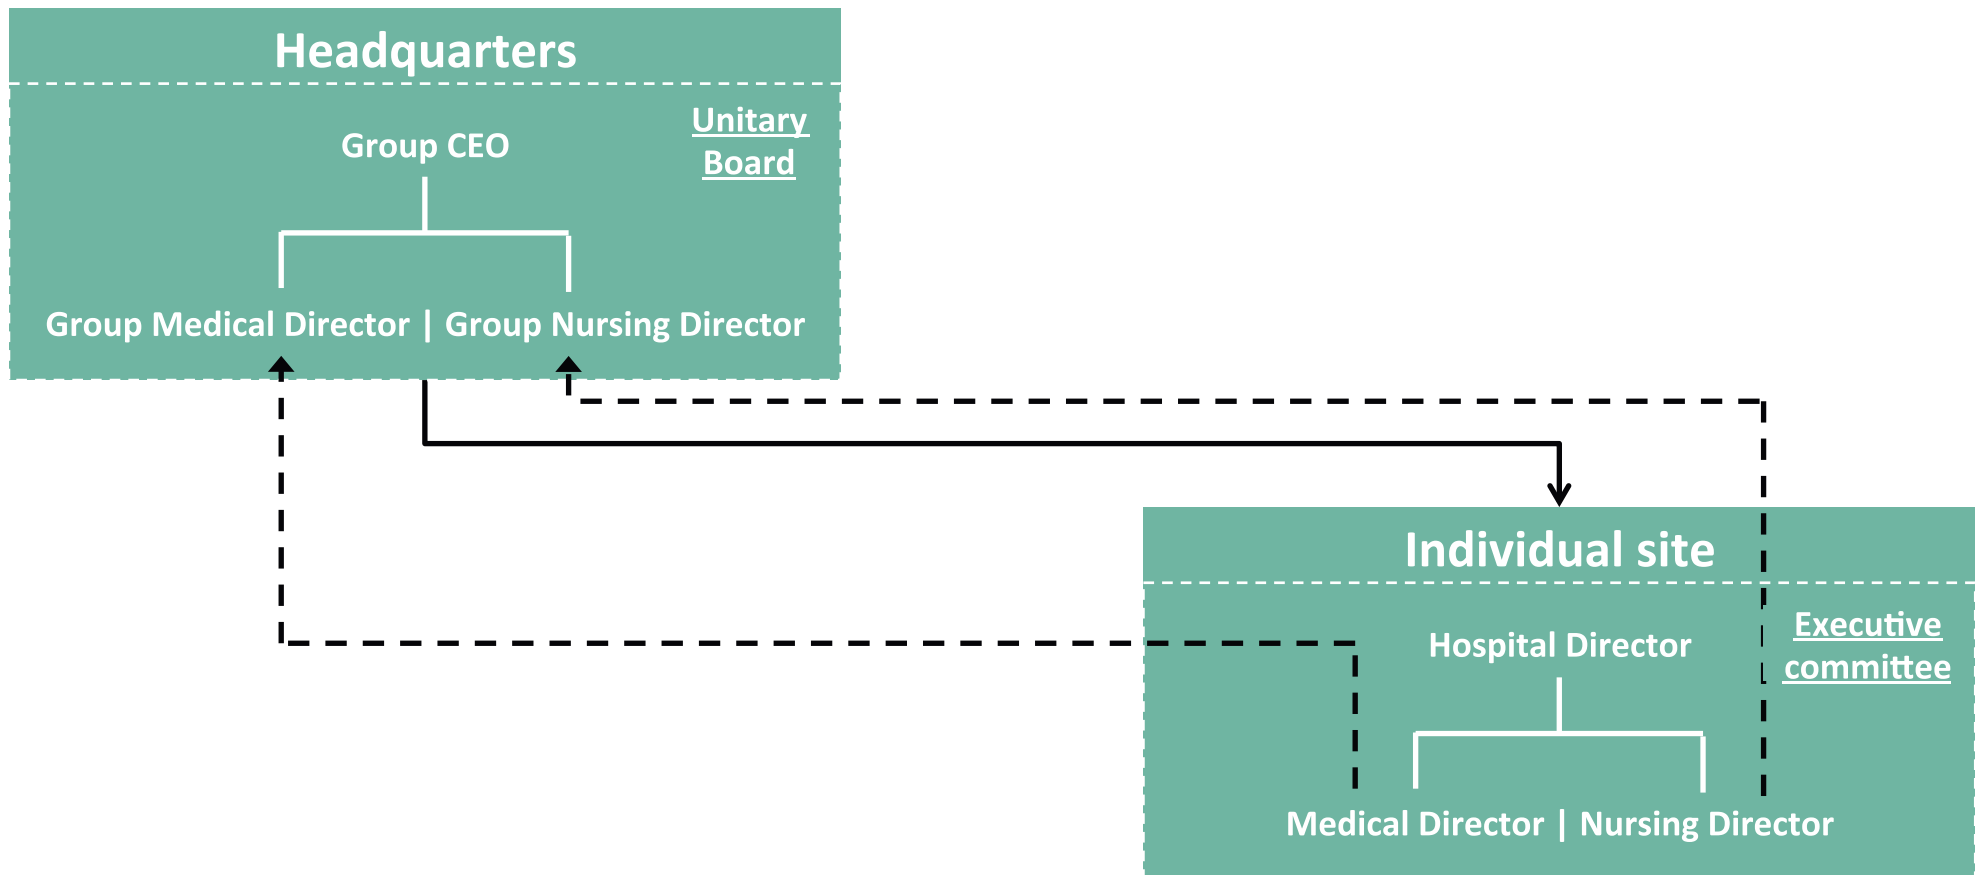 Headquarters
Unitary
Board
Group CEO
Group Medical Director | Group Nursing Director
Individual site
Executive
committee
Hospital Director
Medical Director | Nursing Director